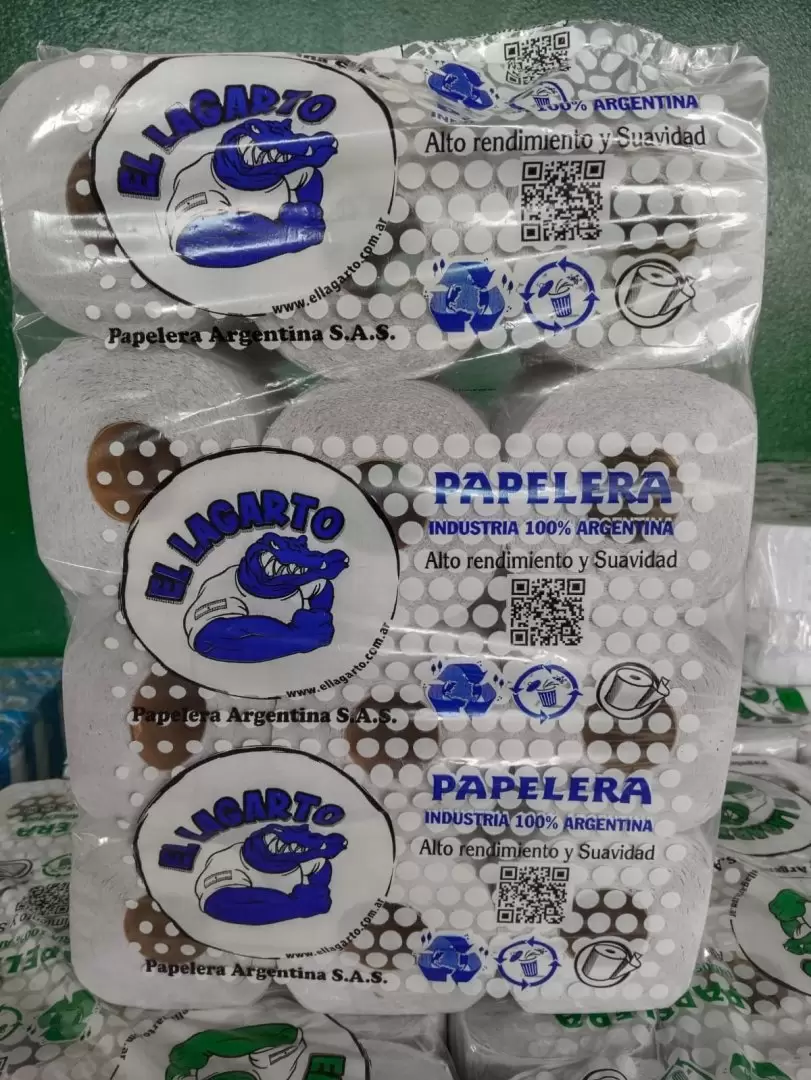 EL LAGARTO
100% ARGENTINA
Alto rendimiento y Suavidad
www.ellagarto.com.ar
Papelera Argentina S.A.S.
EL LAGARTO
PAPELERA
INDUSTRIA 100% ARGENTINA
Alto rendimiento y Suavidad
www.ellagarto.com.ar
Papelera Argentina S.A.S.
EL LAGARTO
PAPELERA
INDUSTRIA 100% ARGENTINA
Alto rendimiento y Suavidad
www.ellagarto.com.ar
Papelera Argentina S.A.S.
PAPELERA